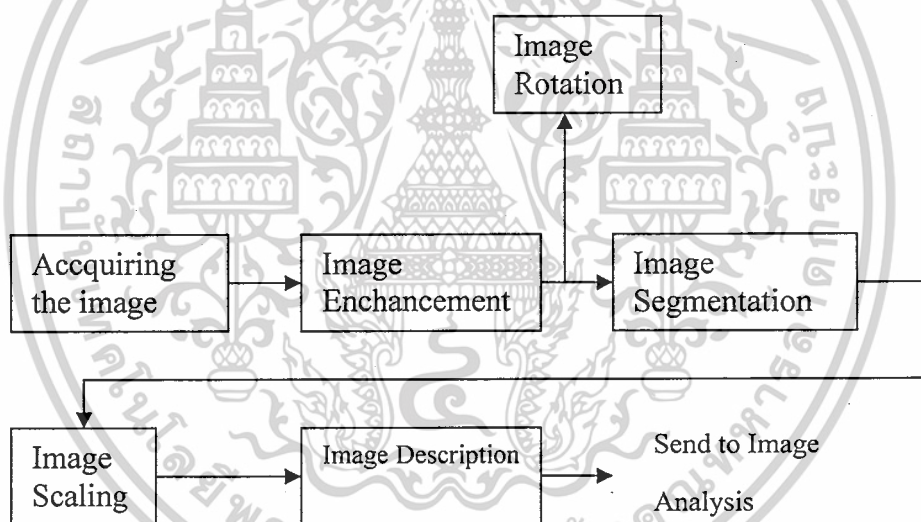 Image
Rotation
Accquiring
the image
Image
Enchancement
Image
Segmentation
Image
Scaling
Image Description
Send to Image
Analysis